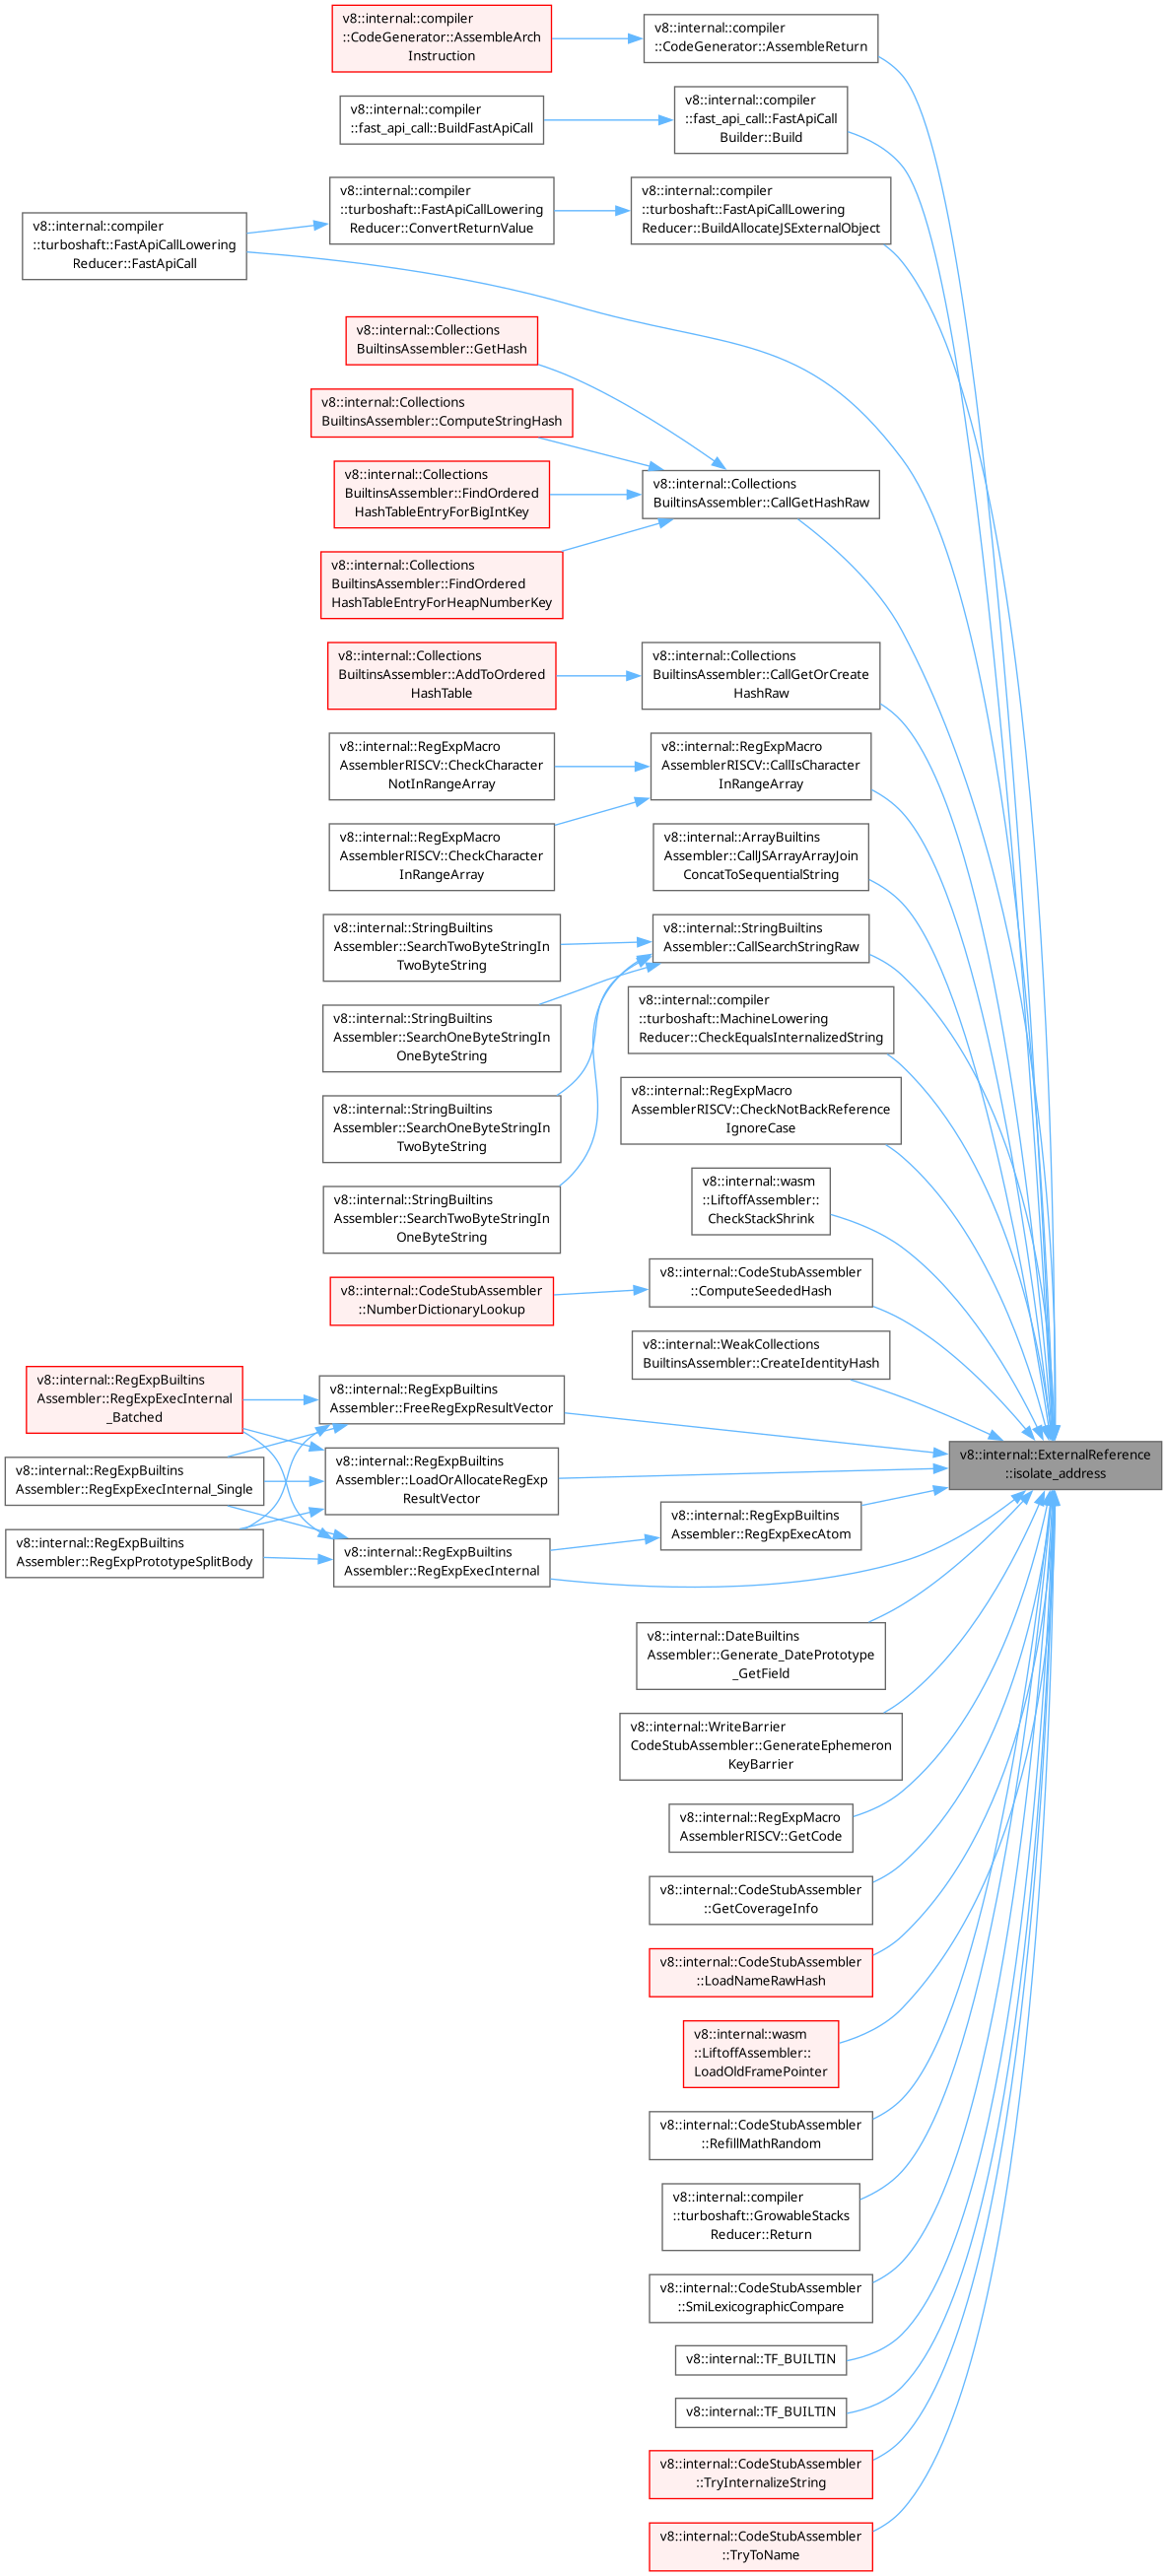 v8::internal::compiler
::CodeGenerator::AssembleArch
Instruction
v8::internal::compiler
::CodeGenerator::AssembleReturn
v8::internal::compiler
::fast_api_call::BuildFastApiCall
v8::internal::compiler
::fast_api_call::FastApiCall
Builder::Build
v8::internal::compiler
::turboshaft::FastApiCallLowering
Reducer::FastApiCall
v8::internal::compiler
::turboshaft::FastApiCallLowering
Reducer::ConvertReturnValue
v8::internal::compiler
::turboshaft::FastApiCallLowering
Reducer::BuildAllocateJSExternalObject
v8::internal::Collections
BuiltinsAssembler::GetHash
v8::internal::Collections
BuiltinsAssembler::ComputeStringHash
v8::internal::Collections
BuiltinsAssembler::FindOrdered
HashTableEntryForBigIntKey
v8::internal::Collections
BuiltinsAssembler::CallGetHashRaw
v8::internal::Collections
BuiltinsAssembler::FindOrdered
HashTableEntryForHeapNumberKey
v8::internal::Collections
BuiltinsAssembler::AddToOrdered
HashTable
v8::internal::Collections
BuiltinsAssembler::CallGetOrCreate
HashRaw
v8::internal::RegExpMacro
AssemblerRISCV::CheckCharacter
NotInRangeArray
v8::internal::RegExpMacro
AssemblerRISCV::CallIsCharacter
InRangeArray
v8::internal::RegExpMacro
AssemblerRISCV::CheckCharacter
InRangeArray
v8::internal::ArrayBuiltins
Assembler::CallJSArrayArrayJoin
ConcatToSequentialString
v8::internal::StringBuiltins
Assembler::SearchTwoByteStringIn
TwoByteString
v8::internal::StringBuiltins
Assembler::CallSearchStringRaw
v8::internal::StringBuiltins
Assembler::SearchOneByteStringIn
OneByteString
v8::internal::compiler
::turboshaft::MachineLowering
Reducer::CheckEqualsInternalizedString
v8::internal::StringBuiltins
Assembler::SearchOneByteStringIn
TwoByteString
v8::internal::RegExpMacro
AssemblerRISCV::CheckNotBackReference
IgnoreCase
v8::internal::StringBuiltins
Assembler::SearchTwoByteStringIn
OneByteString
v8::internal::wasm
::LiftoffAssembler::
CheckStackShrink
v8::internal::CodeStubAssembler
::NumberDictionaryLookup
v8::internal::CodeStubAssembler
::ComputeSeededHash
v8::internal::WeakCollections
BuiltinsAssembler::CreateIdentityHash
v8::internal::RegExpBuiltins
Assembler::RegExpExecInternal
_Batched
v8::internal::RegExpBuiltins
Assembler::FreeRegExpResultVector
v8::internal::RegExpBuiltins
Assembler::RegExpExecInternal_Single
v8::internal::RegExpBuiltins
Assembler::LoadOrAllocateRegExp
ResultVector
v8::internal::ExternalReference
::isolate_address
v8::internal::RegExpBuiltins
Assembler::RegExpPrototypeSplitBody
v8::internal::RegExpBuiltins
Assembler::RegExpExecInternal
v8::internal::RegExpBuiltins
Assembler::RegExpExecAtom
v8::internal::DateBuiltins
Assembler::Generate_DatePrototype
_GetField
v8::internal::WriteBarrier
CodeStubAssembler::GenerateEphemeron
KeyBarrier
v8::internal::RegExpMacro
AssemblerRISCV::GetCode
v8::internal::CodeStubAssembler
::GetCoverageInfo
v8::internal::CodeStubAssembler
::LoadNameRawHash
v8::internal::wasm
::LiftoffAssembler::
LoadOldFramePointer
v8::internal::CodeStubAssembler
::RefillMathRandom
v8::internal::compiler
::turboshaft::GrowableStacks
Reducer::Return
v8::internal::CodeStubAssembler
::SmiLexicographicCompare
v8::internal::TF_BUILTIN
v8::internal::TF_BUILTIN
v8::internal::CodeStubAssembler
::TryInternalizeString
v8::internal::CodeStubAssembler
::TryToName